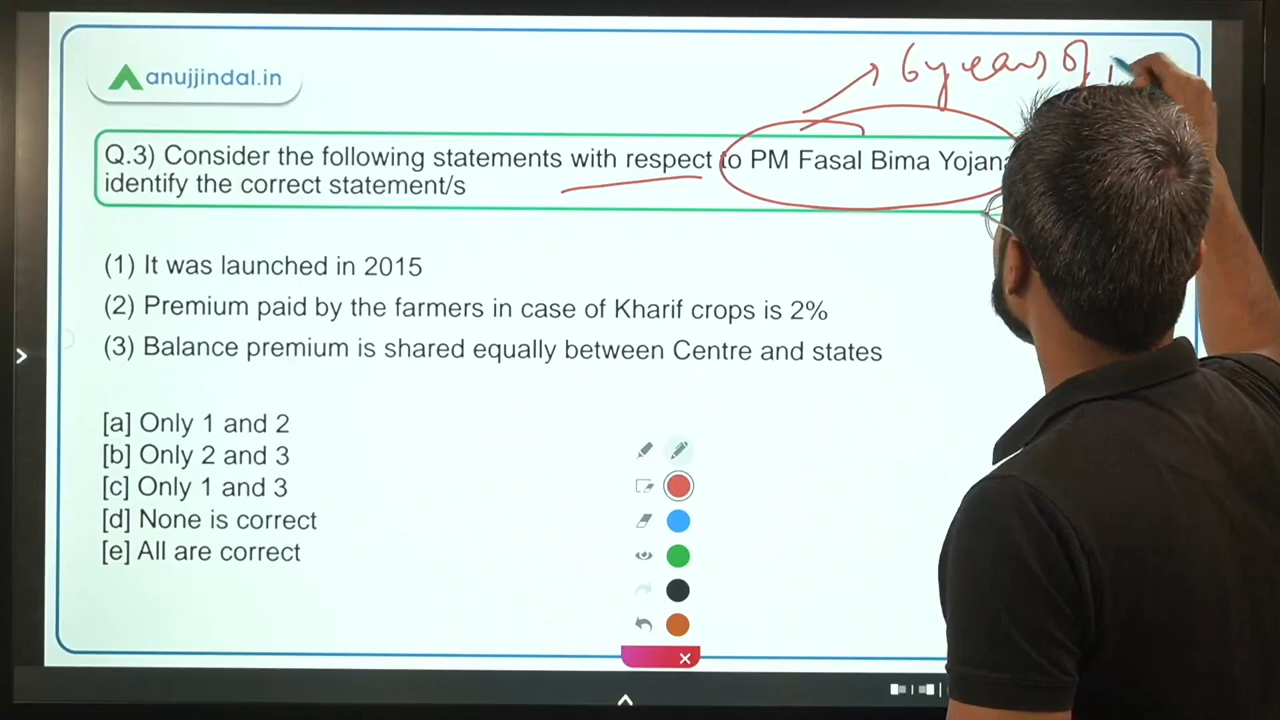 anujjindal.in
6 years of
Q.3) Consider the following statements with respect to PM Fasal Bima Yojana
identify the correct statement/s
(1) It was launched in 2015
(2) Premium paid by the farmers in case of Kharif crops is 2%
(3) Balance premium is shared equally between Centre and states
[a] Only 1 and 2
[b] Only 2 and 3
[c] Only 1 and 3
[d] None is correct
[e] All are correct